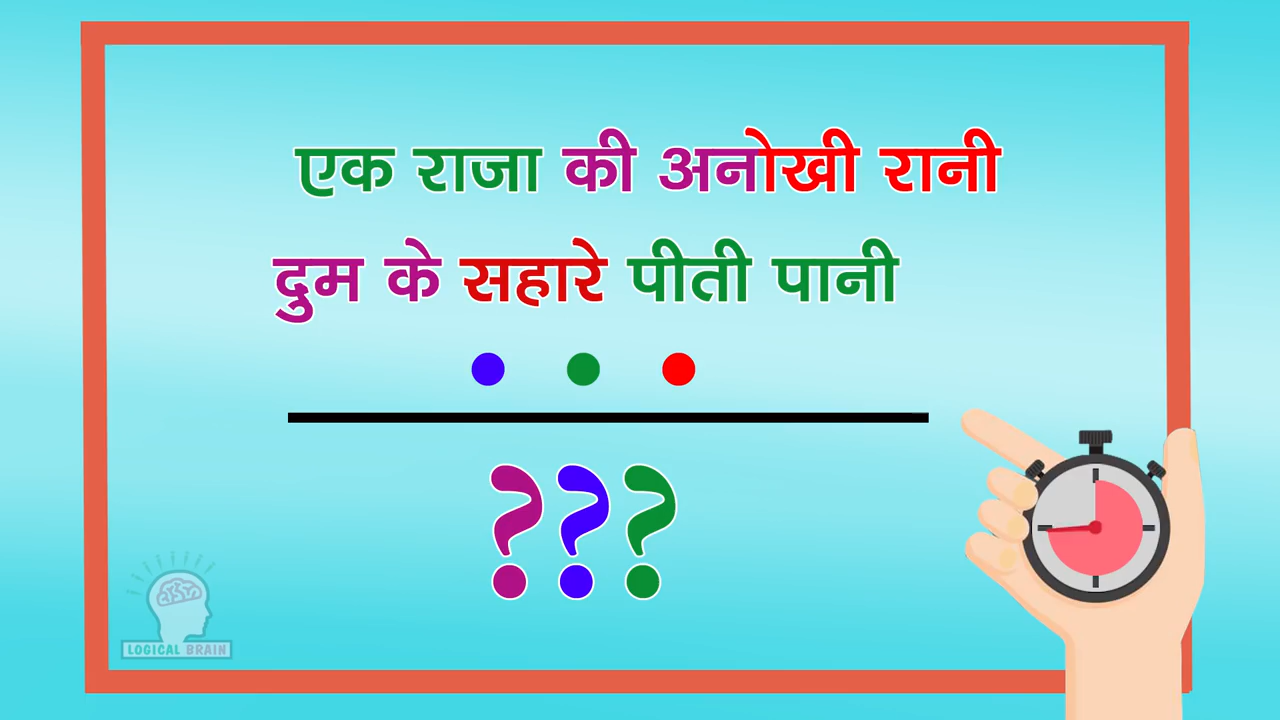 एक राजा की अनोखी रानी
दुम के सहारे पीती पानी
???
LOGICAL BRAIN